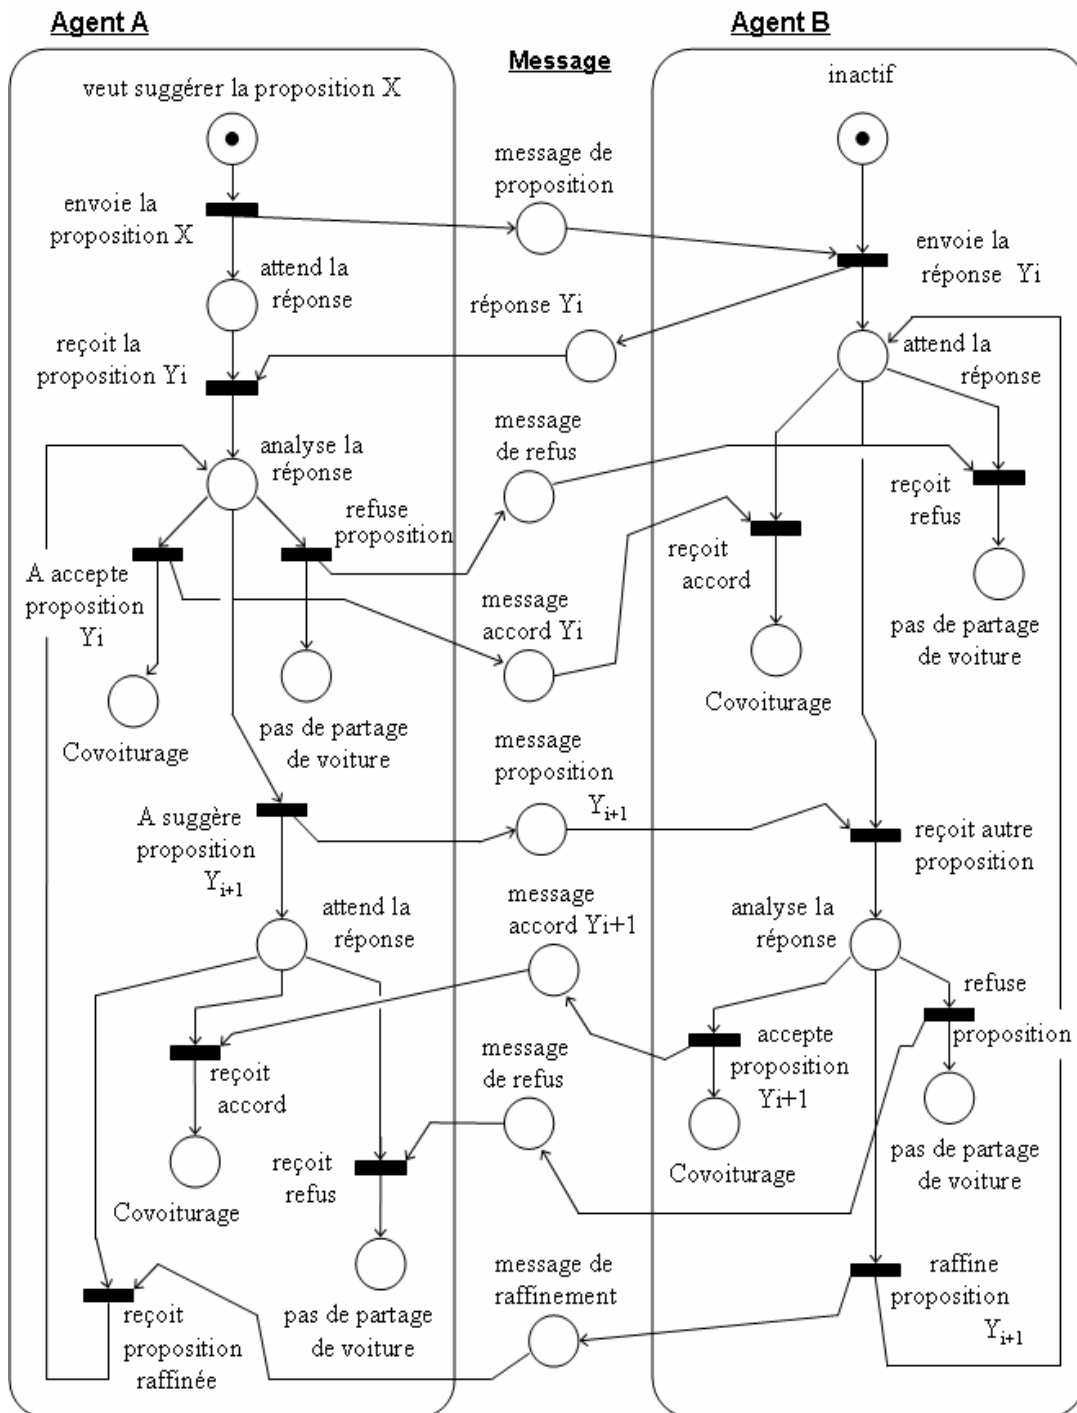 Agent A
Agent B
Message
veut suggérer la proposition X
inactif
message de
proposition
envoie la
proposition X
envoie la
réponse Yi
attend la
réponse
réponse Yi
reçoit la
proposition Yi
attend la
réponse
analyse la
réponse
message
de refus
reçoit
refus
refuse
proposition
reçoit
accord
A accepte
proposition
Yi
message
accord Yi
pas de partage
de voiture
Covoiturage
Covoiturage
pas de partage
de voiture
message
proposition
Yi+1
A suggère
proposition
Yi+1
reçoit autre
proposition
attend la
réponse
message
accord Yi+1
analyse la
réponse
refuse
proposition
accepte
proposition
Yi+1
reçoit
accord
message
de refus
reçoit
refus
Covoiturage
pas de partage
de voiture
Covoiturage
message de
raffinement
raffine
proposition
Yi+1
pas de partage
de voiture
reçoit
proposition
raffinée